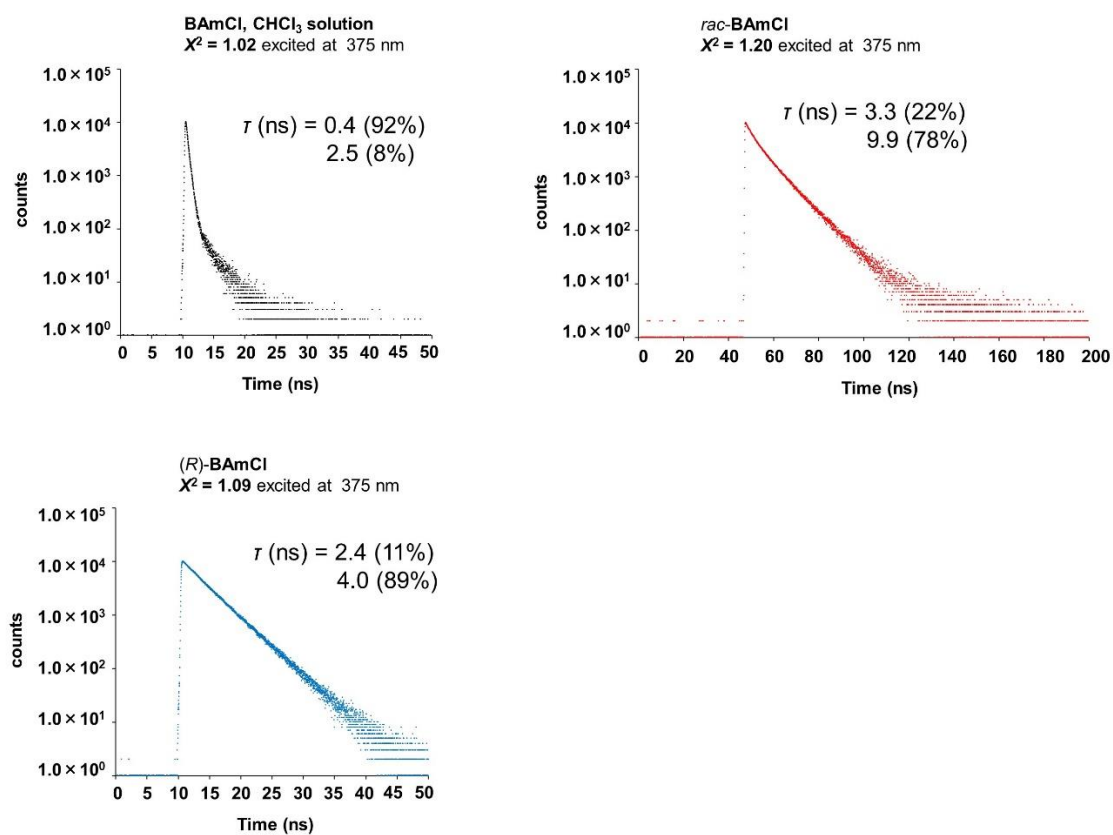 BAmCl, CHCl₃ solution
X² = 1.02 excited at 375 nm
1.0 × 10⁵
1.0 × 10⁴
1.0 × 10³
1.0 × 10²
1.0 × 10¹
1.0 × 10⁰
counts
τ (ns) = 0.4 (92%)
2.5 (8%)
0 5 10 15 20 25 30 35 40 45 50
Time (ns)
rac-BAmCl
X² = 1.20 excited at 375 nm
1.0 × 10⁵
1.0 × 10⁴
1.0 × 10³
1.0 × 10²
1.0 × 10¹
1.0 × 10⁰
counts
τ (ns) = 3.3 (22%)
9.9 (78%)
0 20 40 60 80 100 120 140 160 180 200
Time (ns)
(R)-BAmCl
X² = 1.09 excited at 375 nm
1.0 × 10⁵
1.0 × 10⁴
1.0 × 10³
1.0 × 10²
1.0 × 10¹
1.0 × 10⁰
counts
τ (ns) = 2.4 (11%)
4.0 (89%)
0 5 10 15 20 25 30 35 40 45 50
Time (ns)